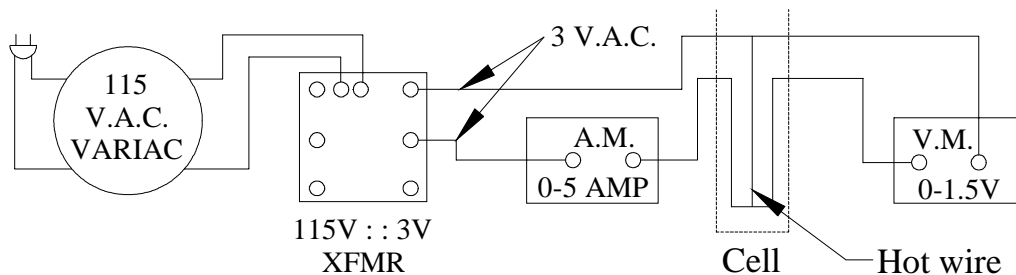 115
V.A.C.
VARIAC
115V : : 3V
XFMR
3 V.A.C.
A.M.
0-5 AMP
Cell
Hot wire
V.M.
0-1.5V